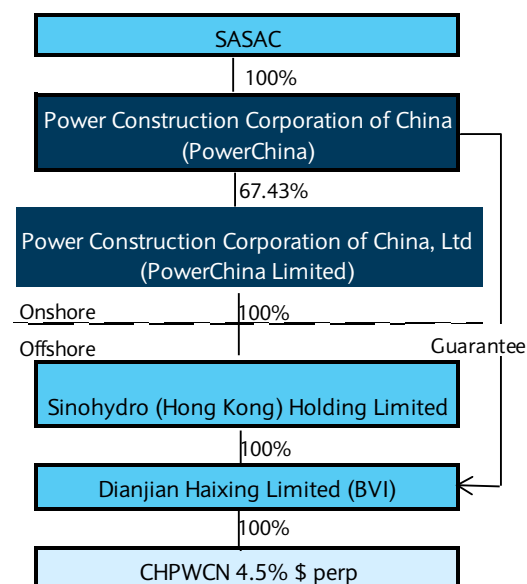 SASAC
100%
Power Construction Corporation of China
(PowerChina)
67.43%
Power Construction Corporation of China, Ltd
(PowerChina Limited)
Onshore
100%
Offshore
Guarantee
Sinohydro (Hong Kong) Holding Limited
100%
Dianjian Haixing Limited (BVI)
100%
CHPWCN 4.5% $ perp